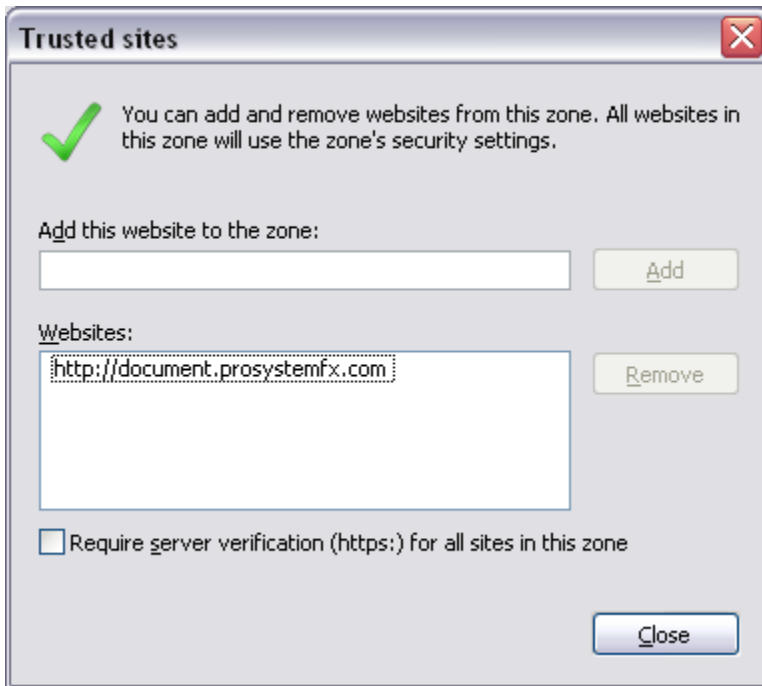 Trusted sites
You can add and remove websites from this zone. All websites in
this zone will use the zone's security settings.
Add this website to the zone:
Add
Websites:
http://document.prosystemfx.com
Remove
Require server verification (https:) for all sites in this zone
Close